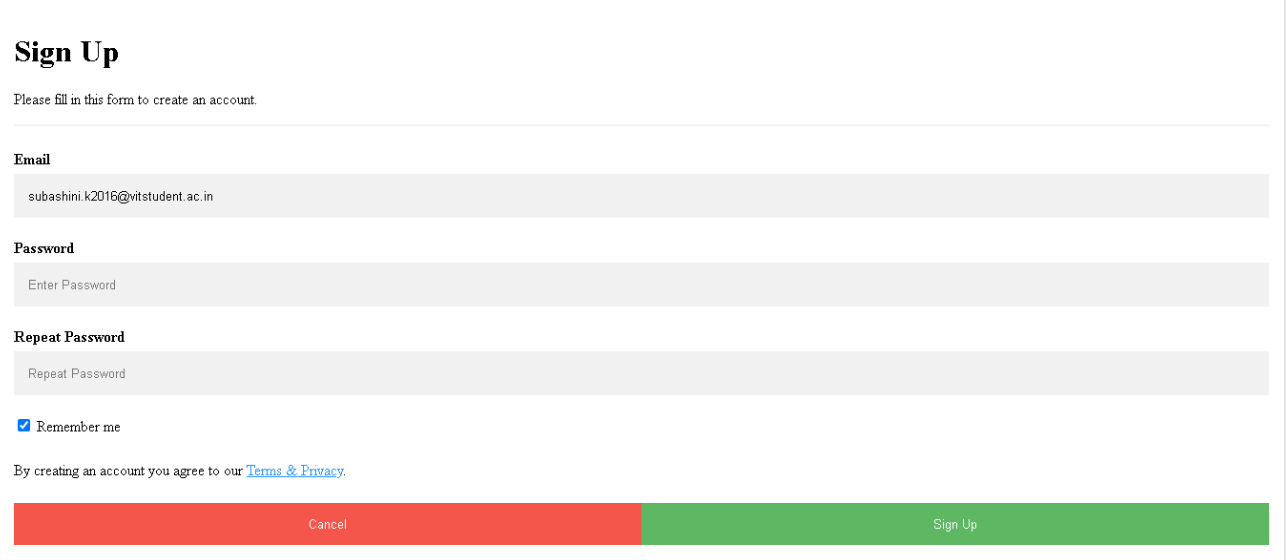 Sign Up
Please fill in this form to create an account.
Email
subashini.k2016@vitstudent.ac.in
Password
Enter Password
Repeat Password
Repeat Password
Remember me
By creating an account you agree to our Terms & Privacy.
Cancel
Sign Up